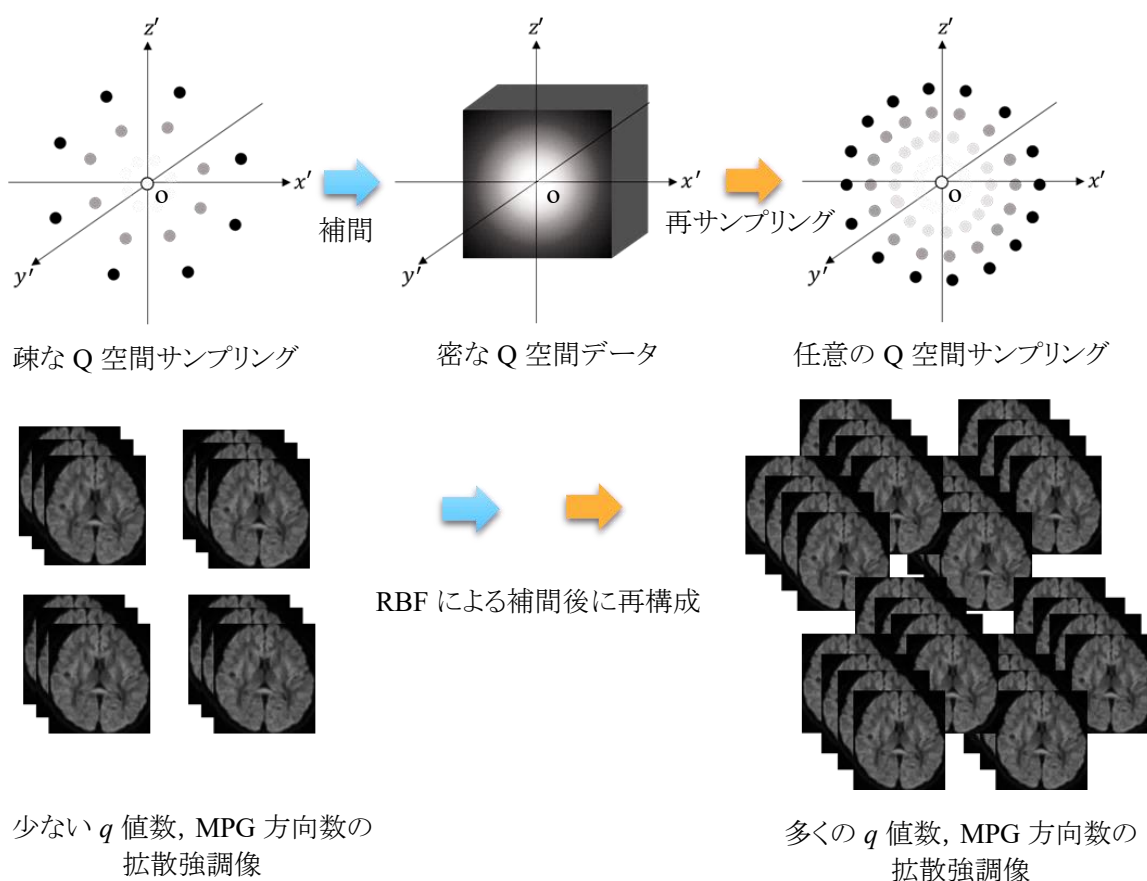 z′
z′
z′
x′
x′
x′
o
o
o
補間
再サンプリング
y′
y′
y′
疎な Q 空間サンプリング
密な Q 空間データ
任意の Q 空間サンプリング
RBF による補間後に再構成
少ない q 値数, MPG 方向数の
拡散強調像
多くの q 値数, MPG 方向数の
拡散強調像